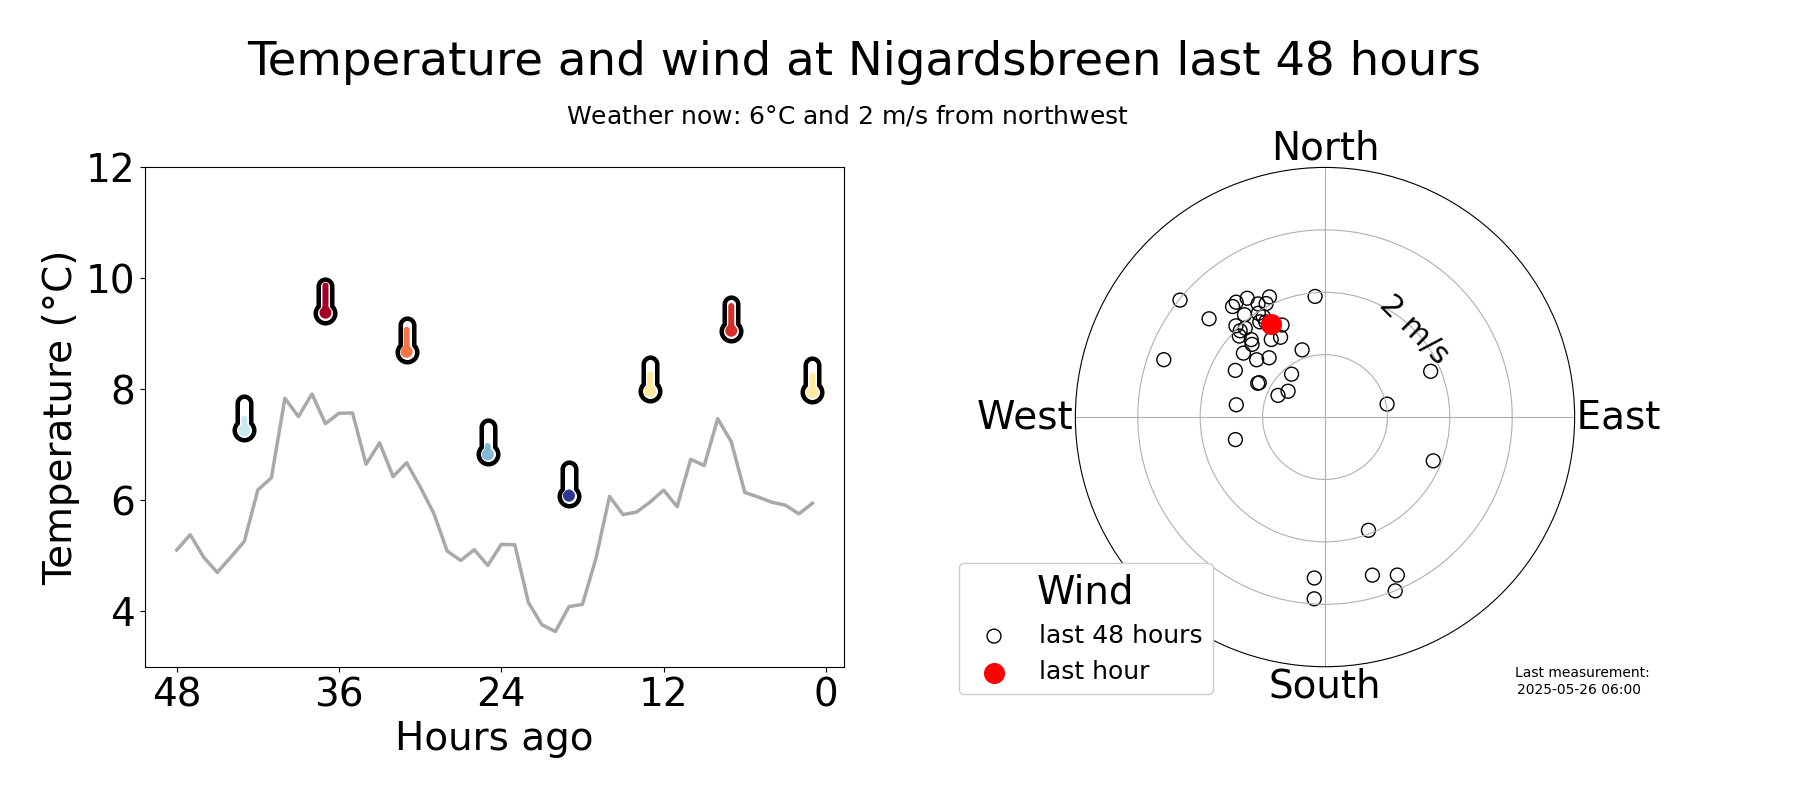 Temperature and wind at Nigardsbreen last 48 hours
Weather now: 6°C and 2 m/s from northwest
12
10
8
6
4
Temperature (°C)
48
36
24
12
0
Hours ago
North
West
East
South
2 m/s
Wind
last 48 hours
last hour
Last measurement:
2025-05-26 06:00